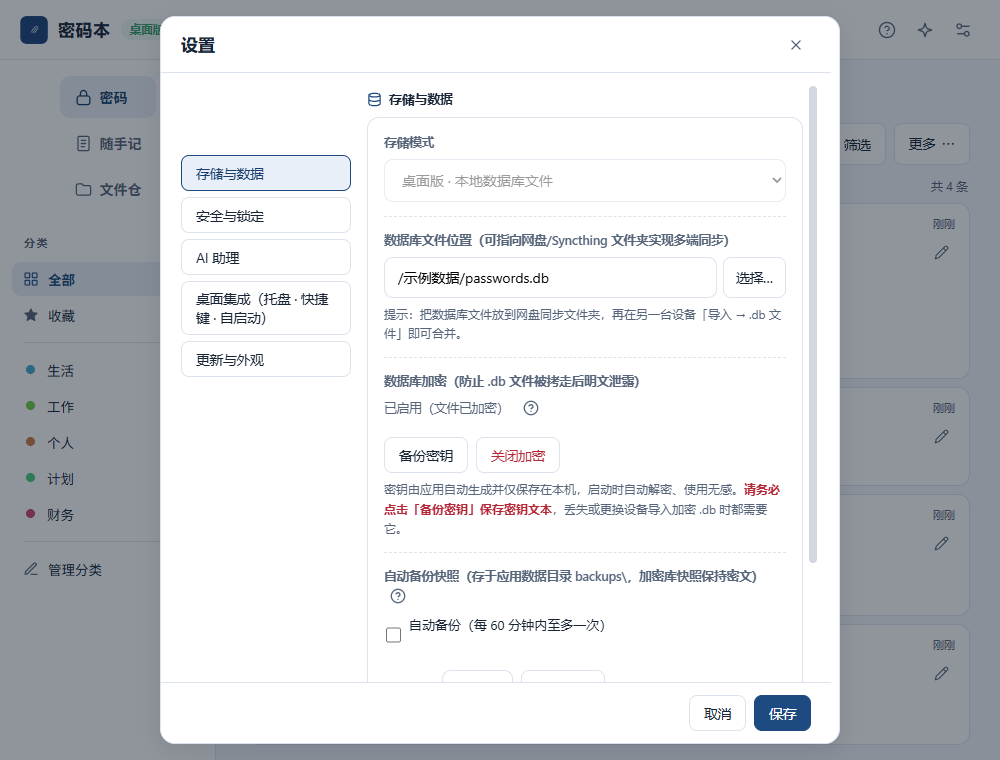 密码本
桌面版
设置
密码
随手记
文件仓
分类
全部
收藏
生活
工作
个人
计划
财务
管理分类
存储与数据
安全与锁定
AI 助理
桌面集成（托盘 · 快捷
键 · 自启动）
更新与外观
存储与数据
存储模式
桌面版 · 本地数据库文件
数据库文件位置（可指向网盘/Syncthing 文件夹实现多端同步）
/示例数据/passwords.db
选择...
提示：把数据库文件放到网盘同步文件夹，再在另一台设备「导入 → .db 文
件」即可合并。
数据库加密（防止 .db 文件被拷走后明文泄露）
已启用（文件已加密）
备份密钥
关闭加密
密钥由应用自动生成并仅保存在本机，启动时自动解密、使用无感。请务必
点击「备份密钥」保存密钥文本，丢失或更换设备导入加密 .db 时都需要
它。
自动备份快照（存于应用数据目录 backups\，加密库快照保持密文）
自动备份（每 60 分钟内至多一次）
取消
保存
筛选
更多 ···
共 4 条
刚刚
刚刚
刚刚
刚刚